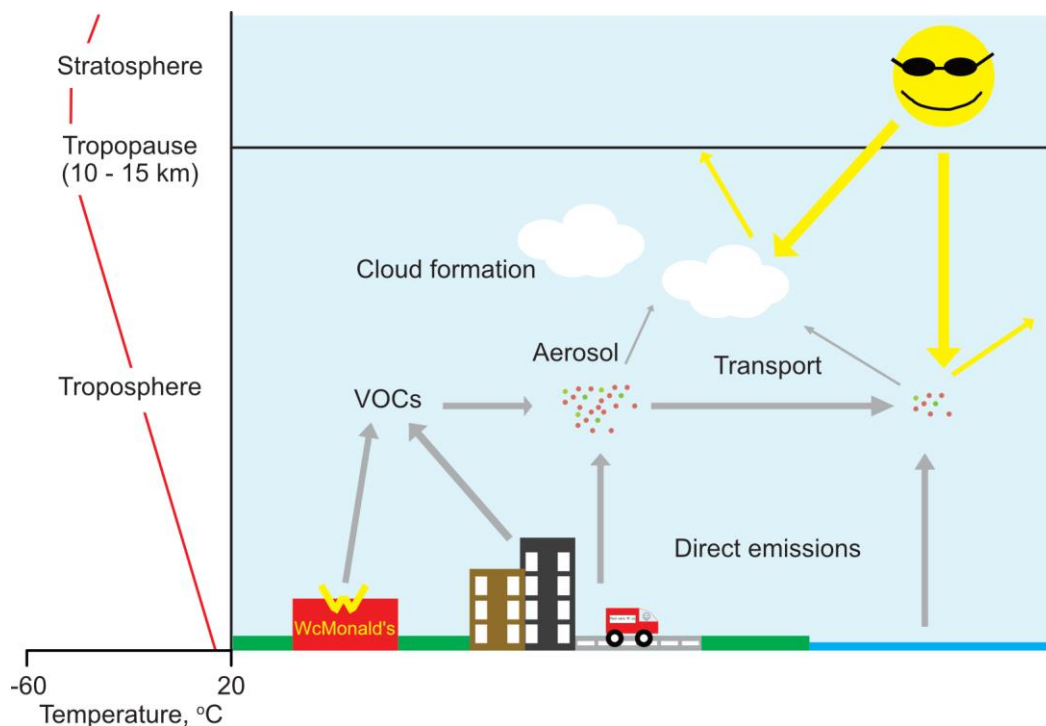 Stratosphere
Tropopause
(10 - 15 km)
Cloud formation
Aerosol
Transport
Troposphere
VOCs
Direct emissions
WcMonald's
-60
20
Temperature, °C